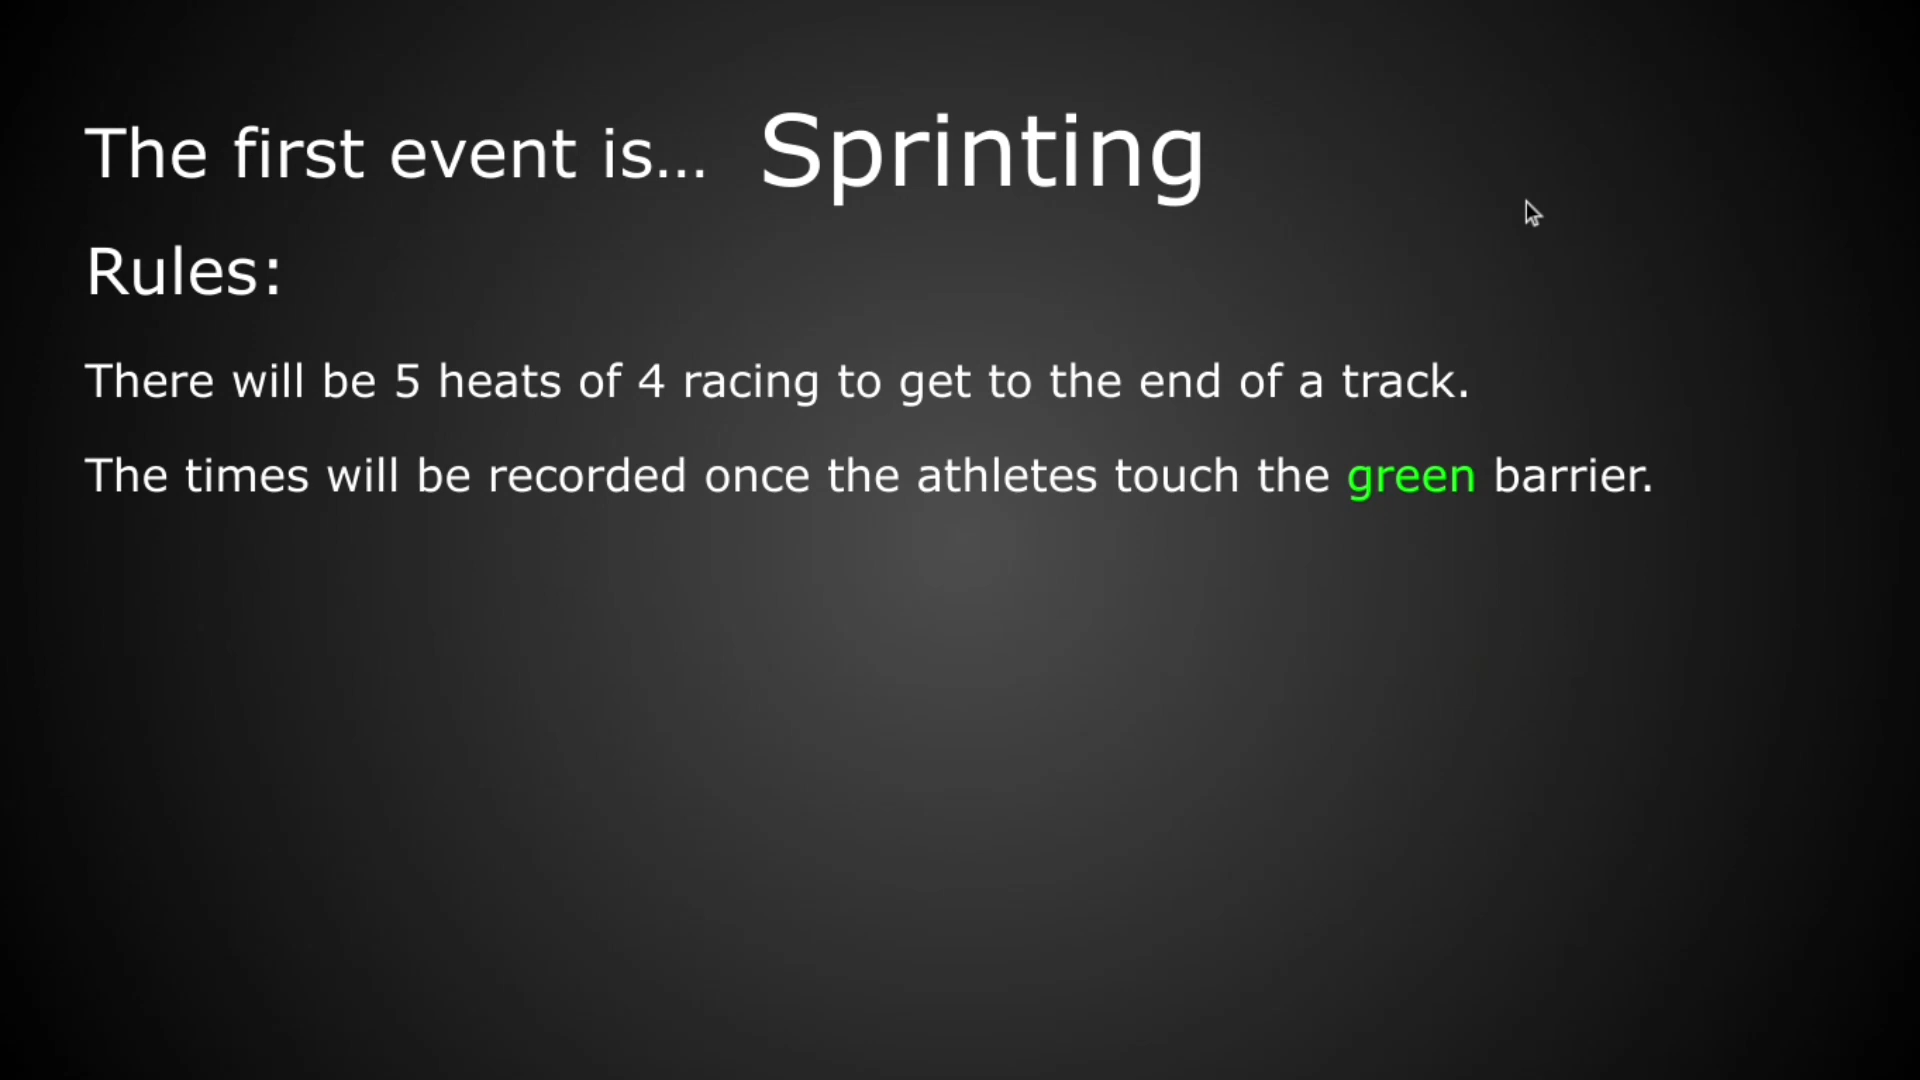 The first event is... Sprinting
Rules:
There will be 5 heats of 4 racing to get to the end of a track.
The times will be recorded once the athletes touch the green barrier.